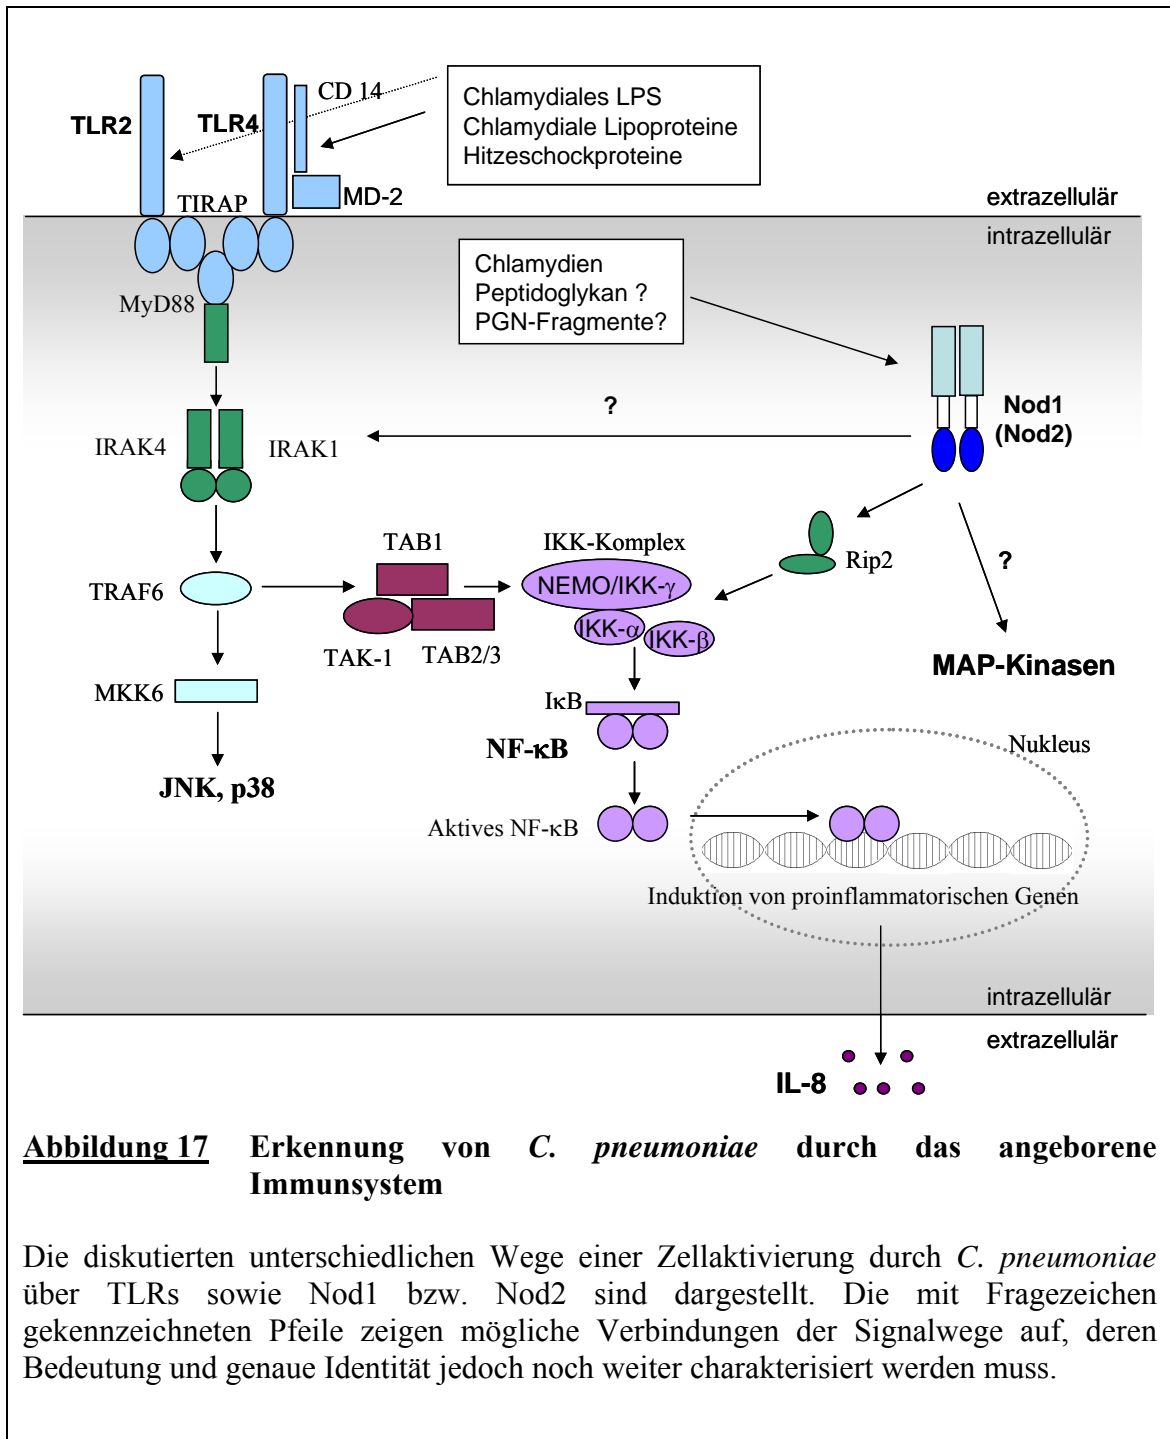 CD 14
TLR2
TLR4
Chlamydiales LPS
Chlamydiale Lipoproteine
Hitzeschockproteine
TIRAP
MD-2
extrazellulär
intrazellulär
Chlamydien
Peptidoglykan ?
PGN-Fragmente?
MyD88
?
Nod1
(Nod2)
IRAK4
IRAK1
TAB1
IKK-Komplex
Rip2
?
TRAF6
NEMO/IKK-γ
IKK-α
IKK-β
TAK-1
TAB2/3
MAP-Kinasen
MKK6
IκB
NF-κB
Nukleus
JNK, p38
Aktives NF-κB
Induktion von proinflammatorischen Genen
intrazellulär
extrazellulär
IL-8
Abbildung 17 Erkennung von C. pneumoniae durch das angeborene
Immunsystem
Die diskutierten unterschiedlichen Wege einer Zellaktivierung durch C. pneumoniae
über TLRs sowie Nod1 bzw. Nod2 sind dargestellt. Die mit Fragezeichen
gekennzeichneten Pfeile zeigen mögliche Verbindungen der Signalwege auf, deren
Bedeutung und genaue Identität jedoch noch weiter charakterisiert werden muss.